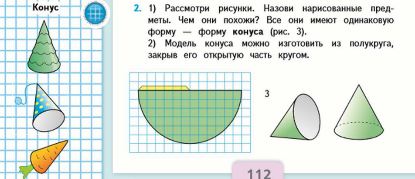 Конус
2. 1) Рассмотри рисунки. Назови нарисованные пред-
меты. Чем они похожи? Все они имеют одинаковую
форму — форму конуса (рис. 3).
2) Модель конуса можно изготовить из полукруга,
закрыв его открытую часть кругом.
3
112